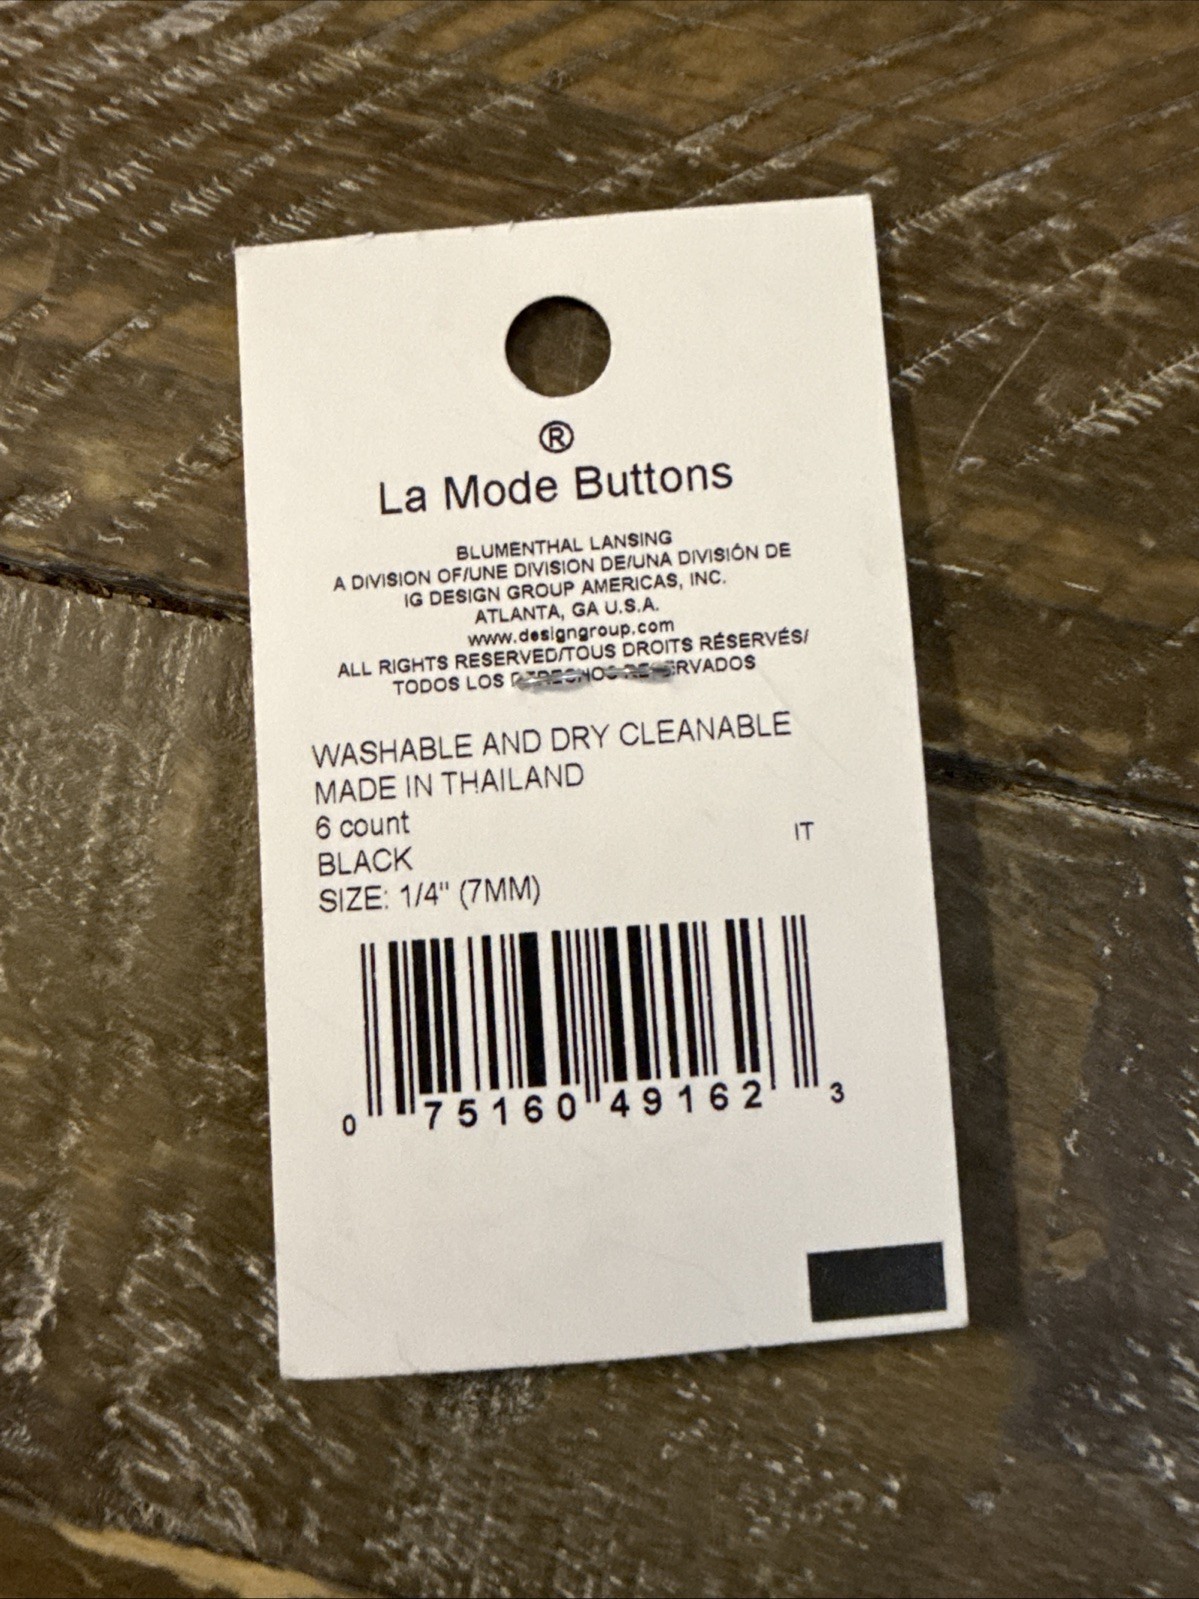 ®
La Mode Buttons
BLUMENTHAL LANSING
A DIVISION OF/UNE DIVISION DE/UNA DIVISIÓN DE
IG DESIGN GROUP AMERICAS, INC.
ATLANTA, GA U.S.A.
www.designgroup.com
ALL RIGHTS RESERVED/TOUS DROITS RÉSERVÉS/
TODOS LOS DERECHOS RESERVADOS
WASHABLE AND DRY CLEANABLE
MADE IN THAILAND
6 count
IT
BLACK
SIZE: 1/4" (7MM)
0 75160 49162 3